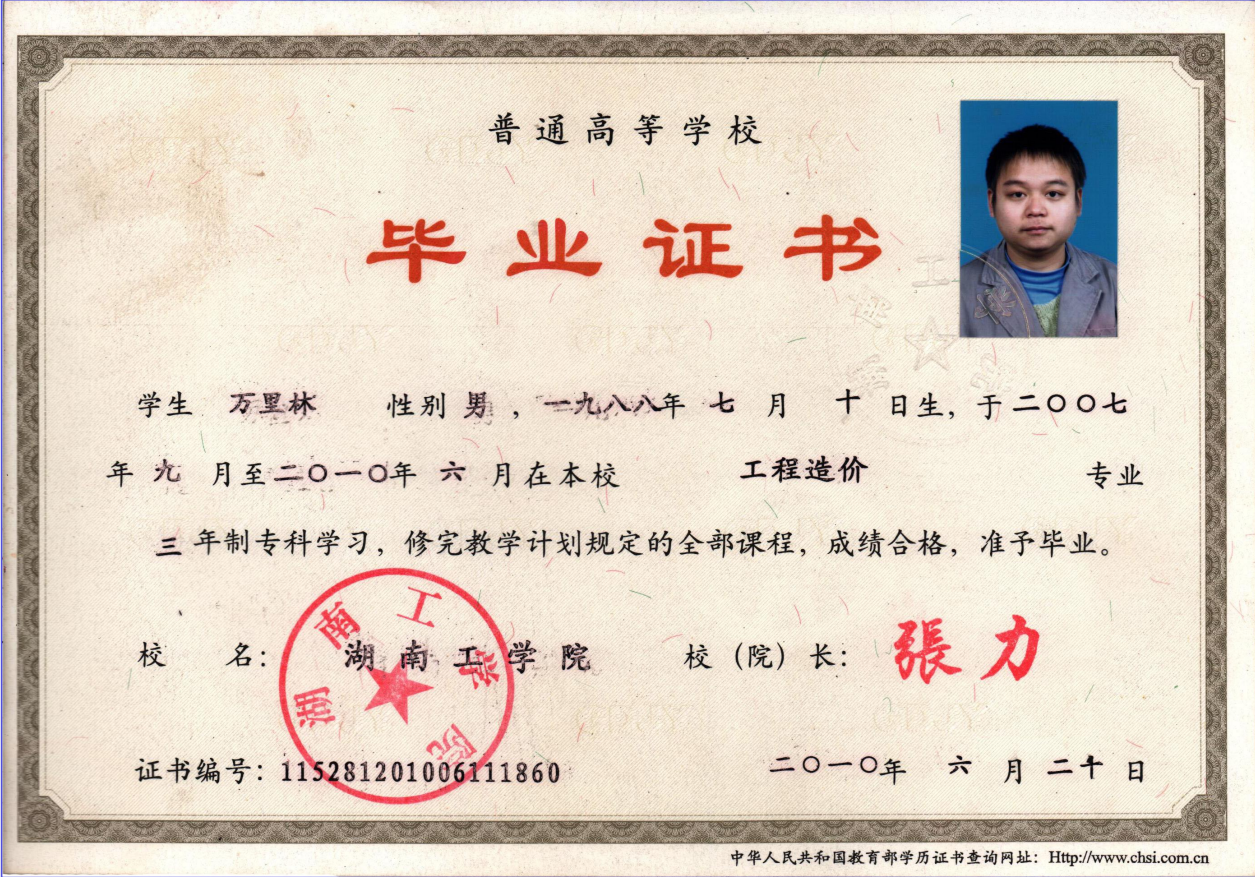 普通高等学校
毕业证书
学生 万里林 性别 男，一九八八年 七 月 十 日生，于二〇〇七
年 九 月至二〇一〇年 六 月在本校 工程造价 专业
三 年制专科学习，修完教学计划规定的全部课程，成绩合格，准予毕业。
校 名：湖南工学院 校（院）长：張力
湖南工学院
证书编号：115281201006111860 二〇一〇年 六 月 二十 日
中华人民共和国教育部学历证书查询网址：Http://www.chsi.com.cn